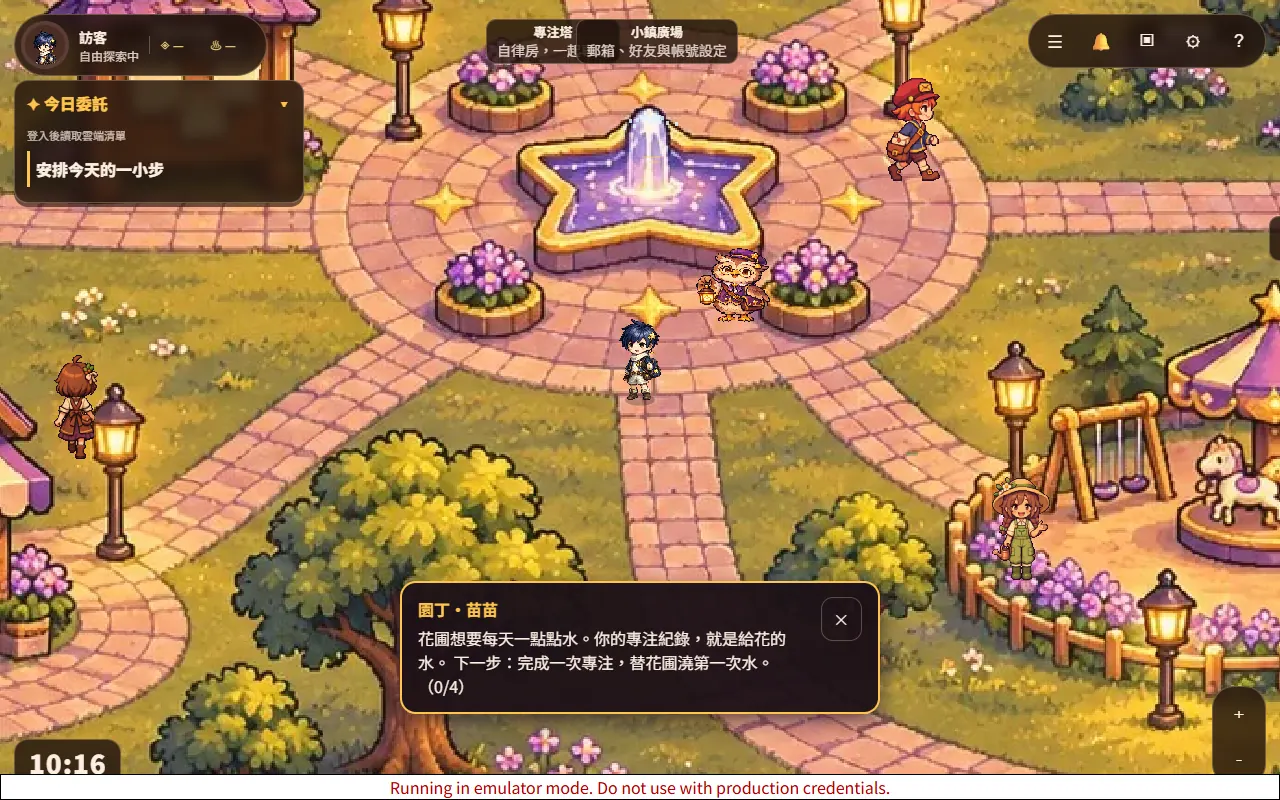 訪客
自由探索中
專注塔
自律房，一起
小鎮廣場
郵箱、好友與帳號設定
?
今日委託
登入後讀取雲端清單
安排今天的一小步
園丁・苗苗
花圃想要每天一點點水。你的專注紀錄，就是給花的
水。 下一步：完成一次專注，替花圃澆第一次水。
（0/4）
+
-
10:16
Running in emulator mode. Do not use with production credentials.